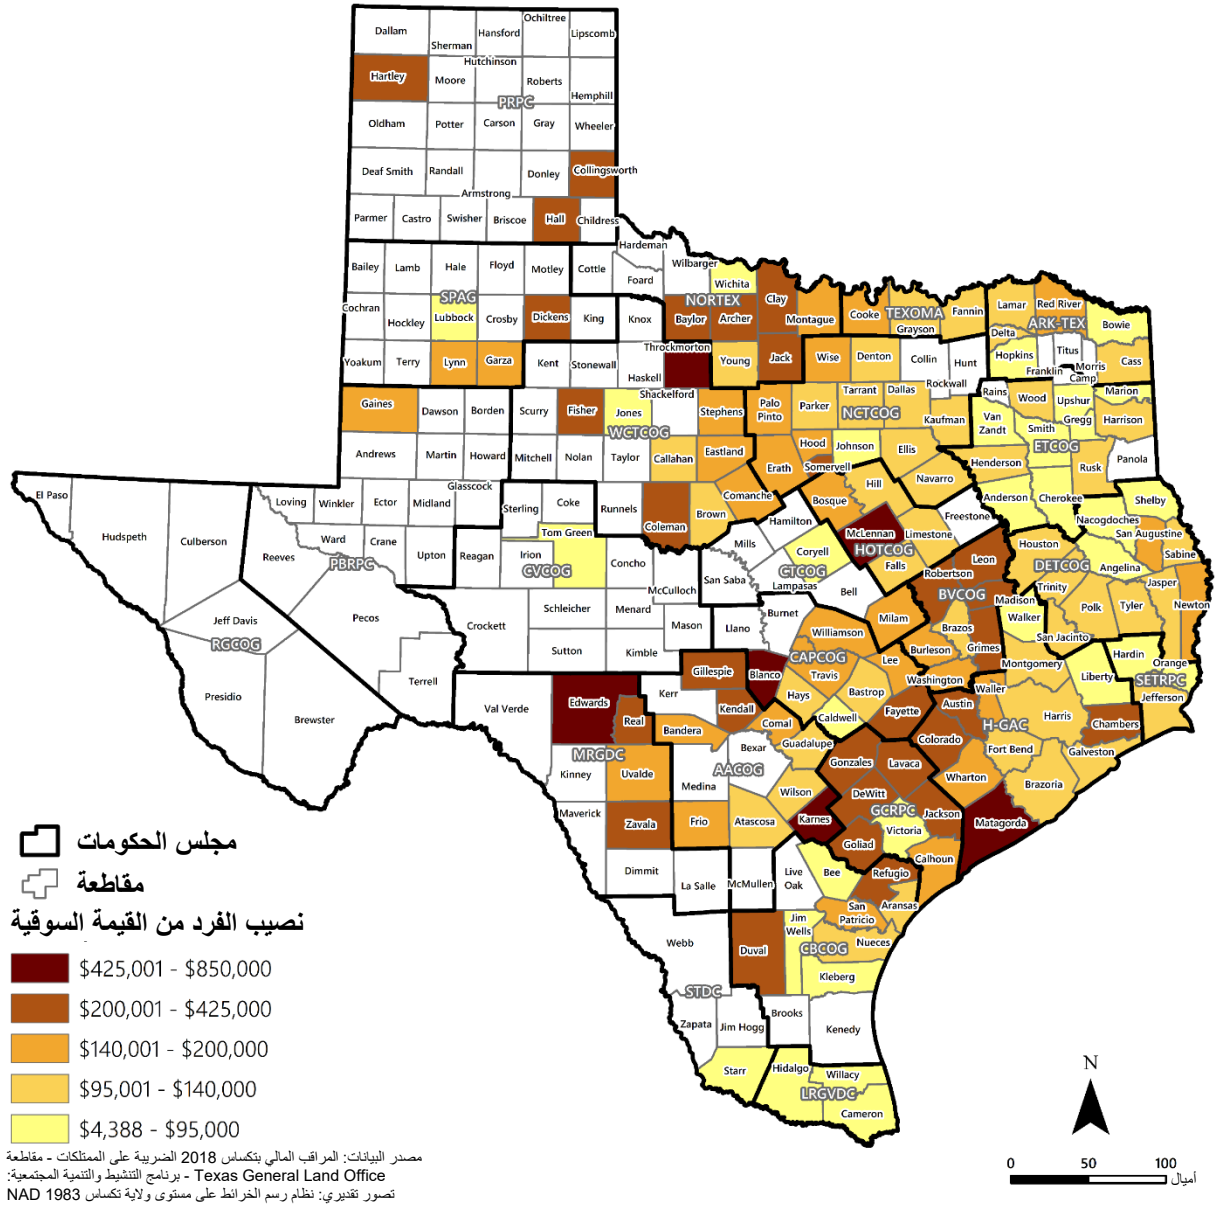 Dallam
Sherman
Hansford
Ochiltree
Lipscomb
Hartley
Moore
Hutchinson
Roberts
Hemphill
PRPC
Oldham
Potter
Carson
Gray
Wheeler
Deaf Smith
Randall
Armstrong
Donley
Collingsworth
Parmer
Castro
Swisher
Briscoe
Hall
Childress
Bailey
Lamb
Hale
Floyd
Motley
Cottle
Hardeman
Foard
Wilbarger
Wichita
SPAG
NORTEX
Cochran
Hockley
Lubbock
Crosby
Dickens
King
Knox
Baylor
Archer
Clay
Montague
Cooke
TEXOMA
Grayson
Fannin
Lamar
Red River
ARK-TEX
Bowie
Delta
Yoakum
Terry
Lynn
Garza
Kent
Stonewall
Haskell
Throckmorton
Young
Jack
Wise
Denton
Collin
Hunt
Rockwall
Hopkins
Franklin
Titus
Morris
Camp
Cass
Gaines
Dawson
Borden
Scurry
Fisher
Jones
Shackelford
Stephens
WCTCOG
Palo
Pinto
Parker
Tarrant
Dallas
NCTCOG
Kaufman
Rains
Wood
Upshur
Marion
Gregg
Harrison
Van
Zandt
Smith
ETCOG
Andrews
Martin
Howard
Mitchell
Nolan
Taylor
Callahan
Eastland
Erath
Hood
Somervell
Johnson
Ellis
Navarro
Henderson
Rusk
Panola
El Paso
Hudspeth
Culberson
Loving
Winkler
Ector
Midland
Glasscock
Sterling
Coke
Runnels
Coleman
Brown
Comanche
Bosque
Hill
Freestone
Anderson
Cherokee
Shelby
Nacogdoches
San Augustine
Sabine
Reeves
Ward
Crane
Upton
PBRPC
Reagan
Irion
Tom Green
CVCOG
Concho
McCulloch
San Saba
Mills
Hamilton
Coryell
CTCOG
Lampasas
Bell
McLennan
HOTCOG
Limestone
Falls
Robertson
Leon
BVCOG
Houston
DETCOG
Trinity
Angelina
Jasper
Newton
Madison
Walker
Polk
Tyler
San Jacinto
Jeff Davis
RGCOG
Pecos
Presidio
Brewster
Terrell
Crockett
Schleicher
Sutton
Menard
Kimble
Mason
Llano
Burnet
Williamson
Milam
Brazos
Burleson
Grimes
Washington
Montgomery
Liberty
Hardin
Orange
SETRPC
Jefferson
Val Verde
Edwards
Real
Kerr
Gillespie
Kendall
Blanco
CAPCOG
Travis
Hays
Lee
Bastrop
Caldwell
Fayette
Austin
Waller
H-GAC
Harris
Chambers
Galveston
Fort Bend
Brazoria
Colorado
Wharton
Matagorda
MRGDC
Kinney
Uvalde
Bandera
Bexar
AACOG
Comal
Guadalupe
Medina
Wilson
Gonzales
Lavaca
DeWitt
GCRPC
Jackson
Victoria
Goliad
Calhoun
Karnes
Maverick
Zavala
Frio
Atascosa
Dimmit
La Salle
McMullen
Live
Oak
Bee
Refugio
Aransas
San
Patricio
Nueces
Jim
Wells
CBCOG
Kleberg
Webb
Duval
STDC
Zapata
Jim Hogg
Brooks
Kenedy
Starr
Hidalgo
Willacy
LRGVDC
Cameron
مجلس الحكومات
مقاطعة
نصيب الفرد من القيمة السوقية
$425,001 - $850,000
$200,001 - $425,000
$140,001 - $200,000
$95,001 - $140,000
$4,388 - $95,000
مصدر البيانات: المراقب المالي بتكساس 2018 الضريبة على الممتلكات - مقاطعة
Texas General Land Office - برنامج التنشيط والتنمية المجتمعية:
تصور تقديري: نظام رسم الخرائط على مستوى ولاية تكساس NAD 1983
N
0 50 100
أميال